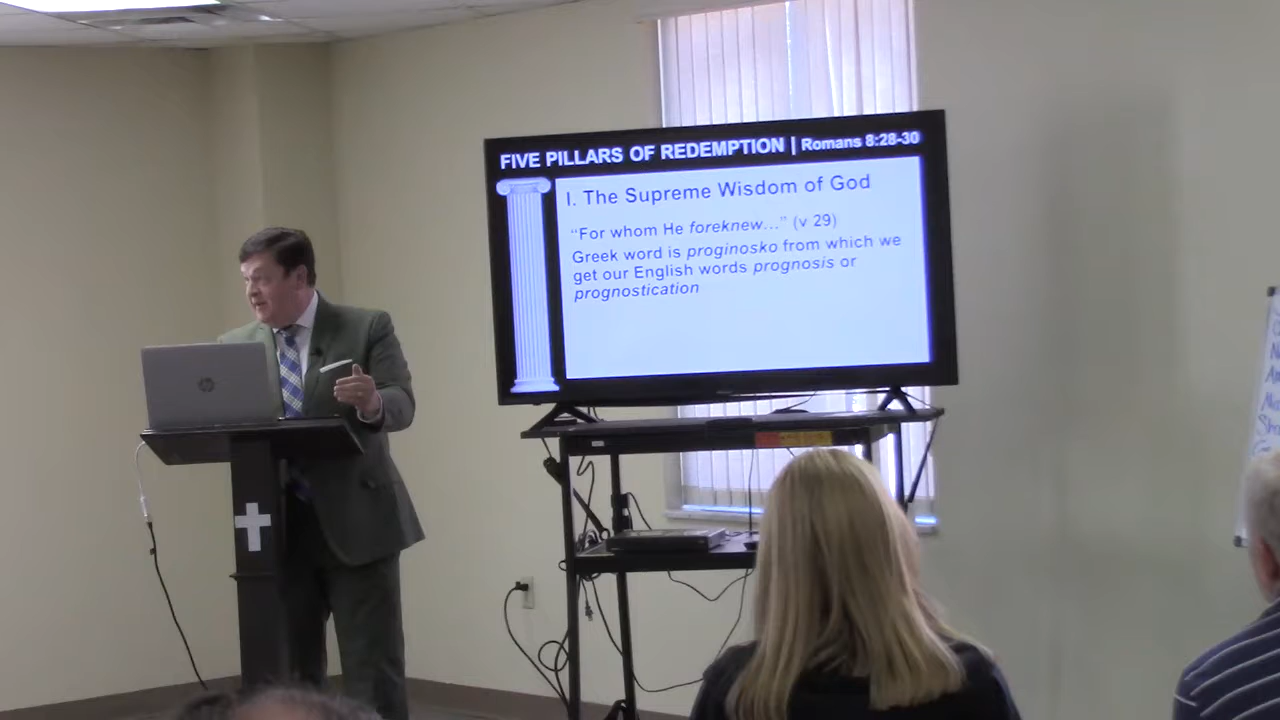 FIVE PILLARS OF REDEMPTION | Romans 8:28-30
I. The Supreme Wisdom of God
“For whom He foreknew...” (v 29)
Greek word is proginosko from which we
get our English words prognosis or
prognostication
hp